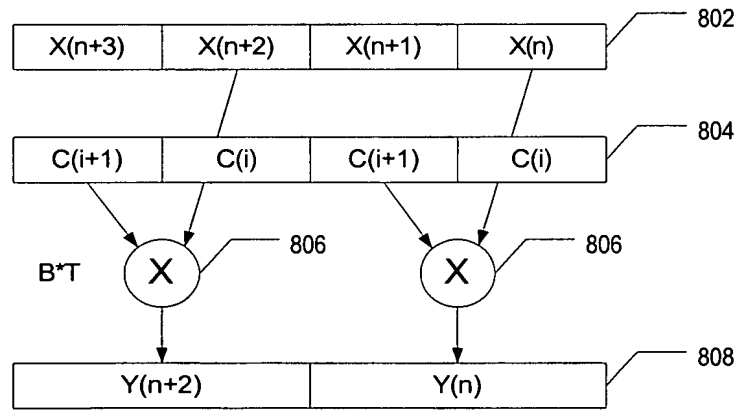 X(n+3) X(n+2) X(n+1) X(n) 802
C(i+1) C(i) C(i+1) C(i) 804
B*T X 806 X 806
Y(n+2) Y(n) 808